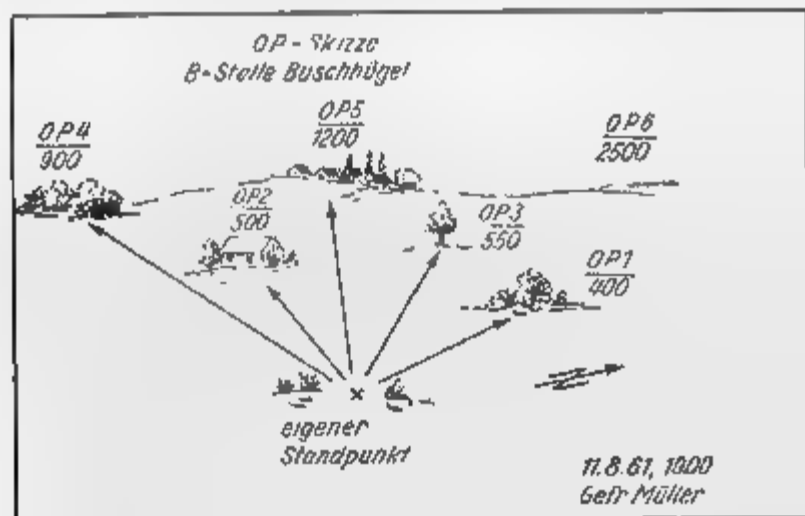 OP-Skizze
B-Stelle Buschhügel
OP4
900
OP5
1200
OP6
2500
OP2
500
OP3
550
OP1
400
eigener
Standpunkt
11.8.61, 1800
Gefr Müller